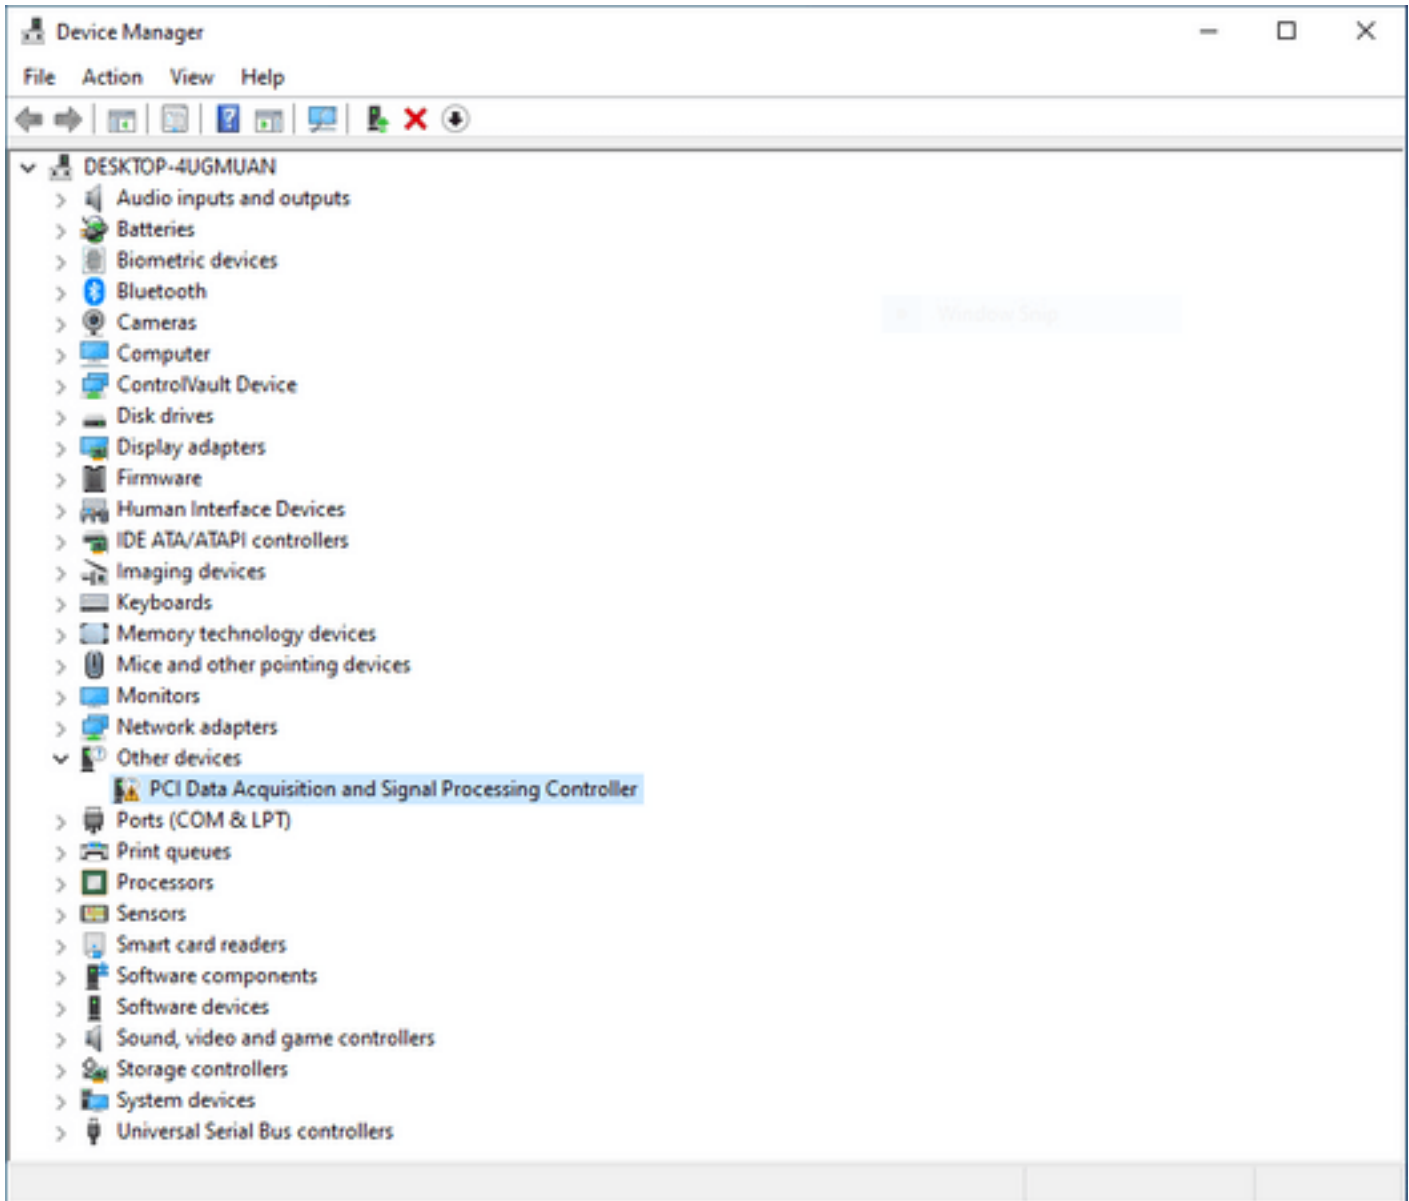 Device Manager
File Action View Help
DESKTOP-4UGMUAN
Audio inputs and outputs
Batteries
Biometric devices
Bluetooth
Cameras
Window Snip
Computer
ControlVault Device
Disk drives
Display adapters
Firmware
Human Interface Devices
IDE ATA/ATAPI controllers
Imaging devices
Keyboards
Memory technology devices
Mice and other pointing devices
Monitors
Network adapters
Other devices
PCI Data Acquisition and Signal Processing Controller
Ports (COM & LPT)
Print queues
Processors
Sensors
Smart card readers
Software components
Software devices
Sound, video and game controllers
Storage controllers
System devices
Universal Serial Bus controllers